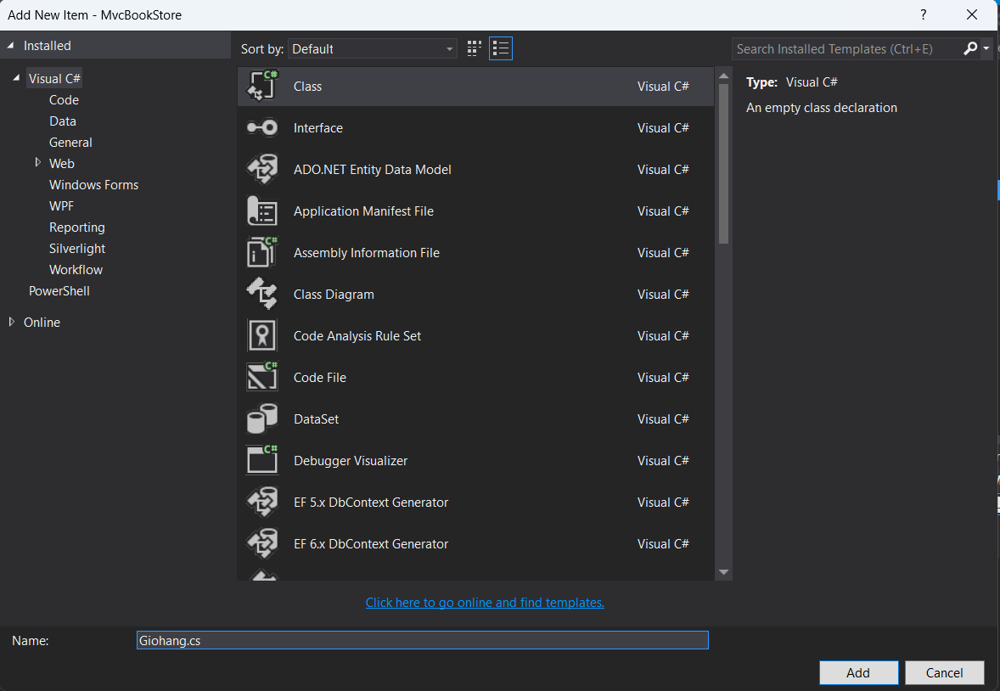 Add New Item - MvcBookStore
?
Installed
Sort by: Default
Search Installed Templates (Ctrl+E)
Visual C#
Code
Data
General
Web
Windows Forms
WPF
Reporting
Silverlight
Workflow
PowerShell
Online
Class Visual C#
Interface Visual C#
ADO.NET Entity Data Model Visual C#
Application Manifest File Visual C#
Assembly Information File Visual C#
Class Diagram Visual C#
Code Analysis Rule Set Visual C#
Code File Visual C#
DataSet Visual C#
Debugger Visualizer Visual C#
EF 5.x DbContext Generator Visual C#
EF 6.x DbContext Generator Visual C#
Type: Visual C#
An empty class declaration
Click here to go online and find templates.
Name: Giohang.cs
Add Cancel